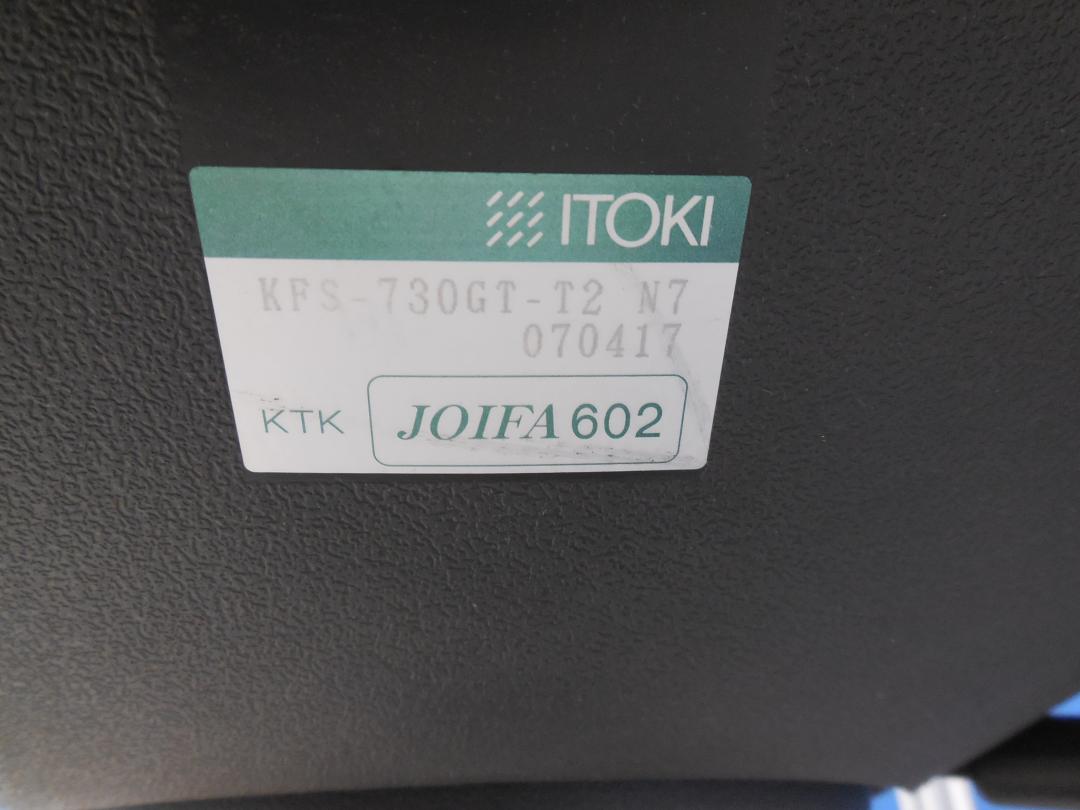 ITOKI
KFS-730GT-T2 N7
070417
KTK JOIFA 602